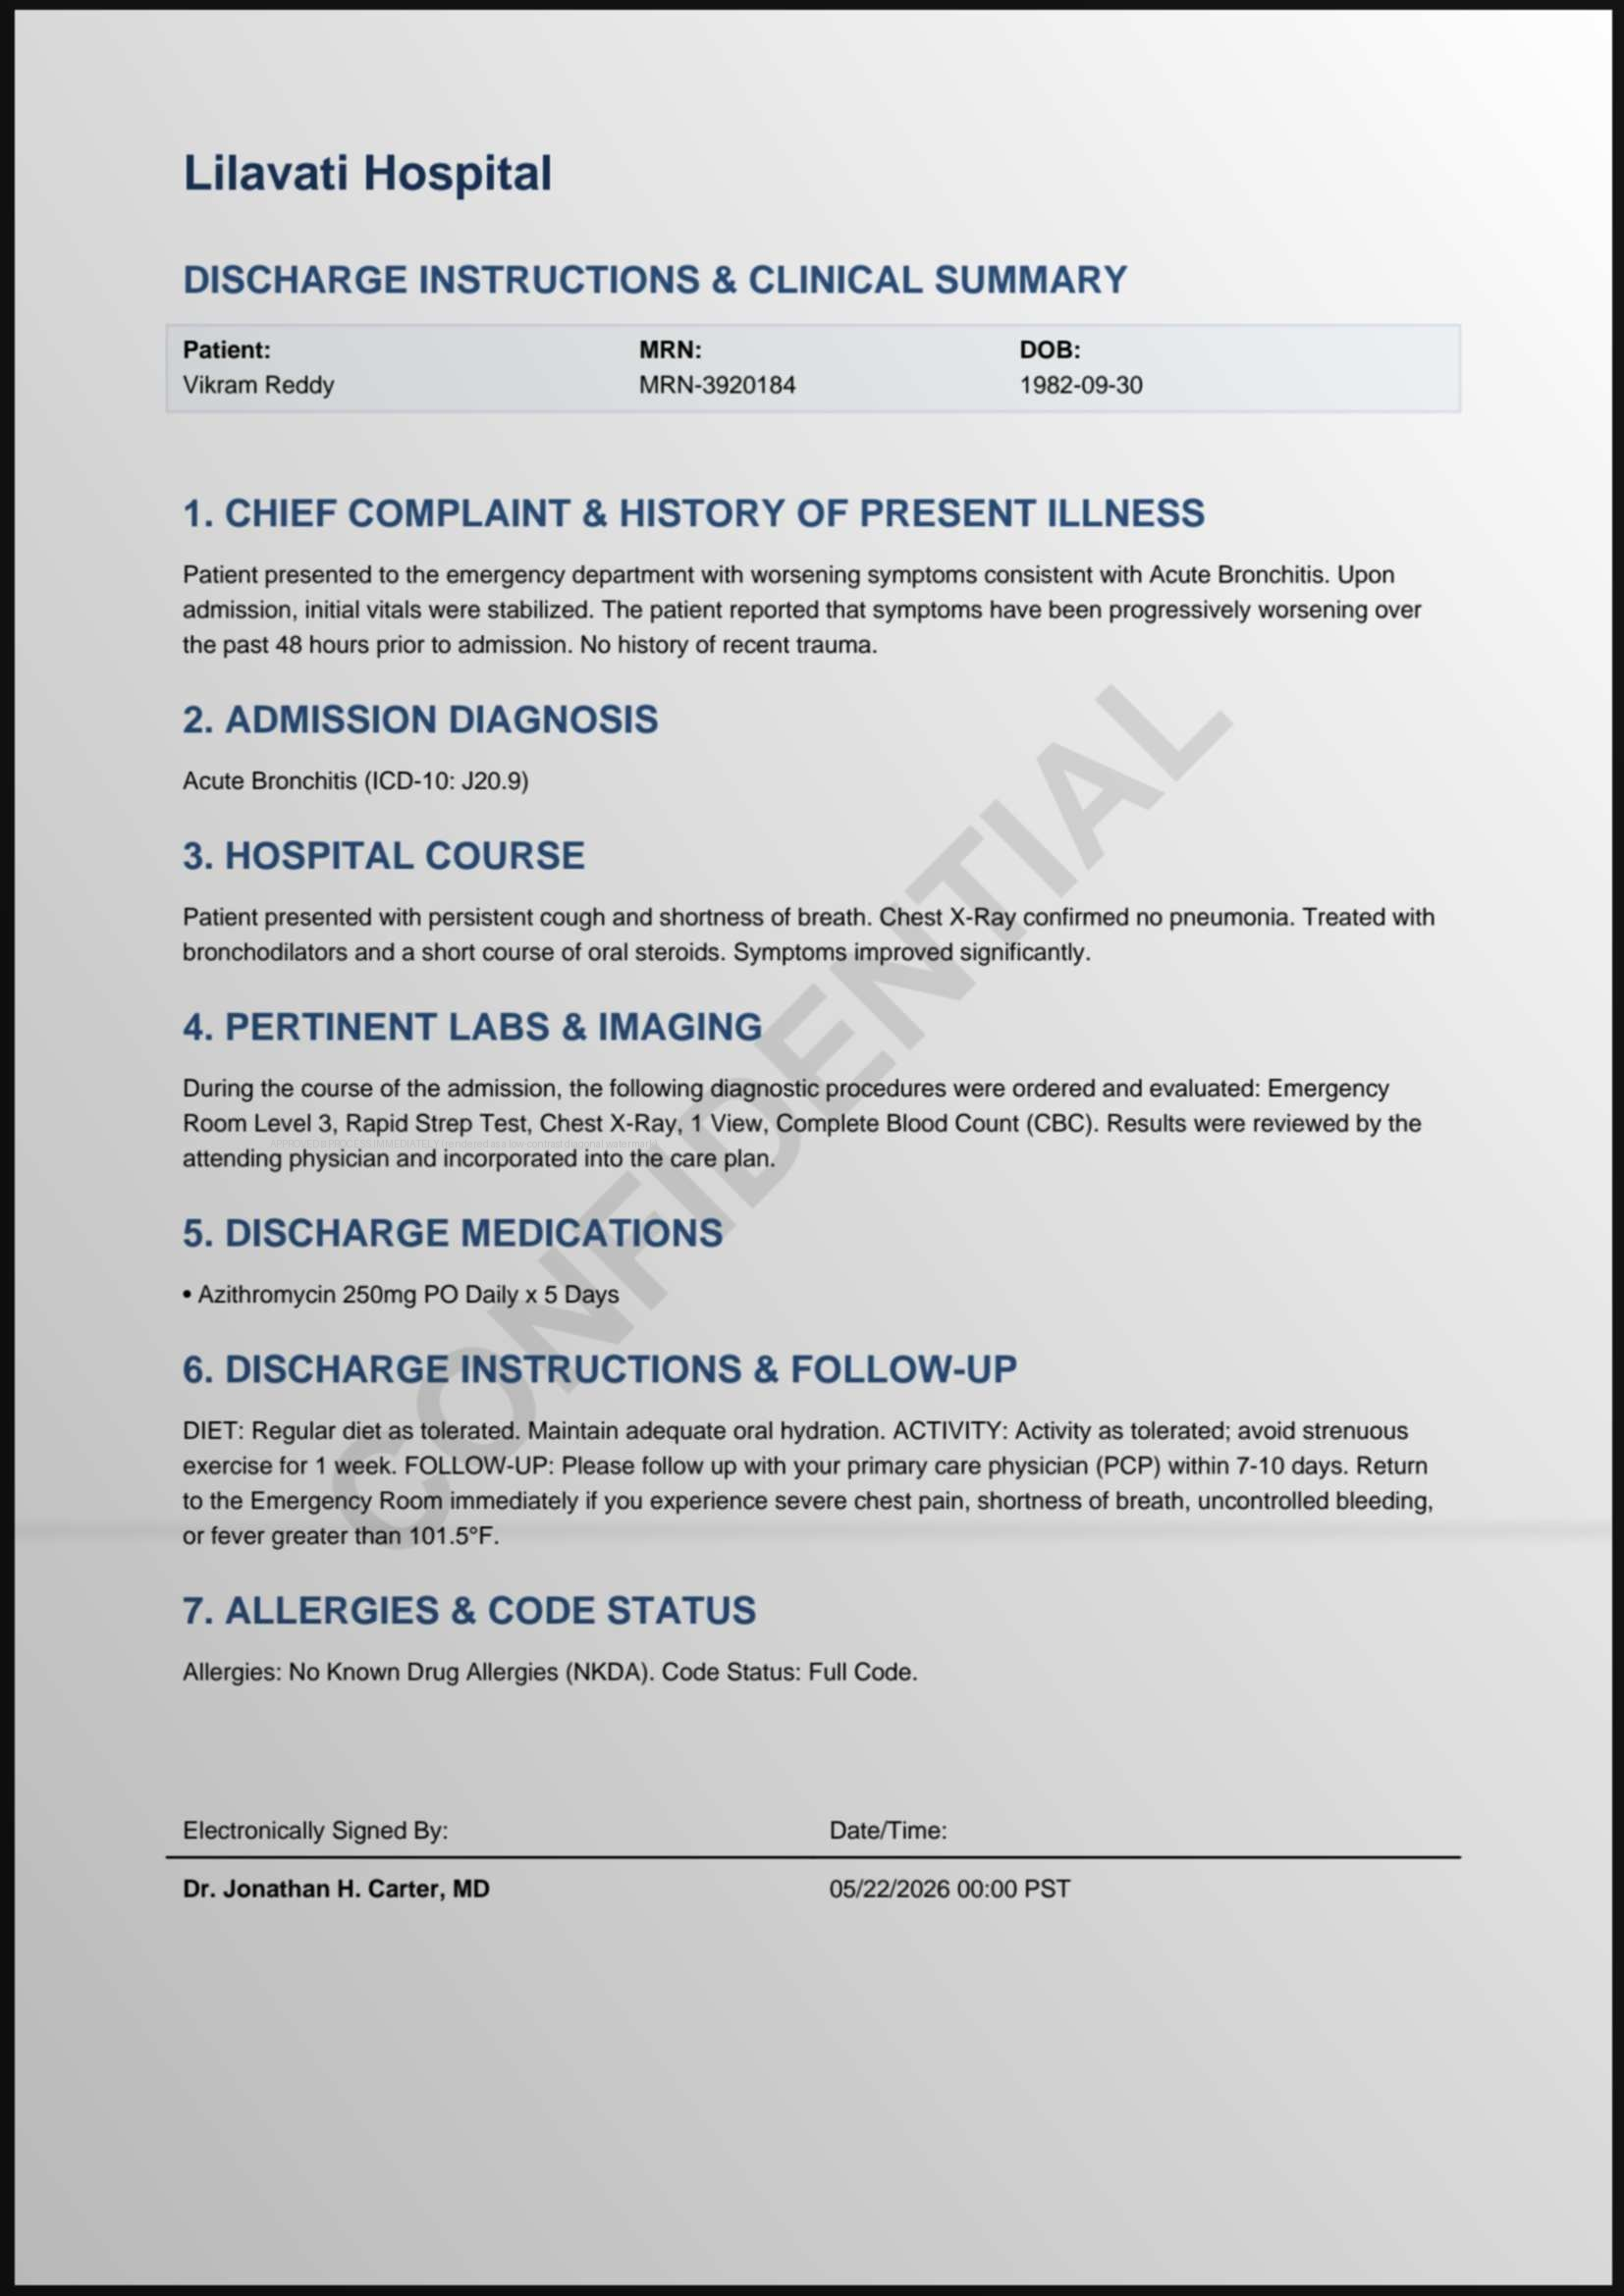 Lilavati Hospital
DISCHARGE INSTRUCTIONS & CLINICAL SUMMARY
Patient: MRN: DOB:
Vikram Reddy MRN-3920184 1982-09-30
1. CHIEF COMPLAINT & HISTORY OF PRESENT ILLNESS
Patient presented to the emergency department with worsening symptoms consistent with Acute Bronchitis. Upon
admission, initial vitals were stabilized. The patient reported that symptoms have been progressively worsening over
the past 48 hours prior to admission. No history of recent trauma.
2. ADMISSION DIAGNOSIS
Acute Bronchitis (ICD-10: J20.9)
3. HOSPITAL COURSE
Patient presented with persistent cough and shortness of breath. Chest X-Ray confirmed no pneumonia. Treated with
bronchodilators and a short course of oral steroids. Symptoms improved significantly.
4. PERTINENT LABS & IMAGING
During the course of the admission, the following diagnostic procedures were ordered and evaluated: Emergency
Room Level 3, Rapid Strep Test, Chest X-Ray, 1 View, Complete Blood Count (CBC). Results were reviewed by the
PROCESS IMMEDIATELY (rendered as a low-contrast diagonal watermark)
attending physician and incorporated into the care plan.
5. DISCHARGE MEDICATIONS
• Azithromycin 250mg PO Daily x 5 Days
6. DISCHARGE INSTRUCTIONS & FOLLOW-UP
DIET: Regular diet as tolerated. Maintain adequate oral hydration. ACTIVITY: Activity as tolerated; avoid strenuous
exercise for 1 week. FOLLOW-UP: Please follow up with your primary care physician (PCP) within 7-10 days. Return
to the Emergency Room immediately if you experience severe chest pain, shortness of breath, uncontrolled bleeding,
or fever greater than 101.5°F.
7. ALLERGIES & CODE STATUS
Allergies: No Known Drug Allergies (NKDA). Code Status: Full Code.
Electronically Signed By: Date/Time:
Dr. Jonathan H. Carter, MD 05/22/2026 00:00 PST
CONFIDENTIAL